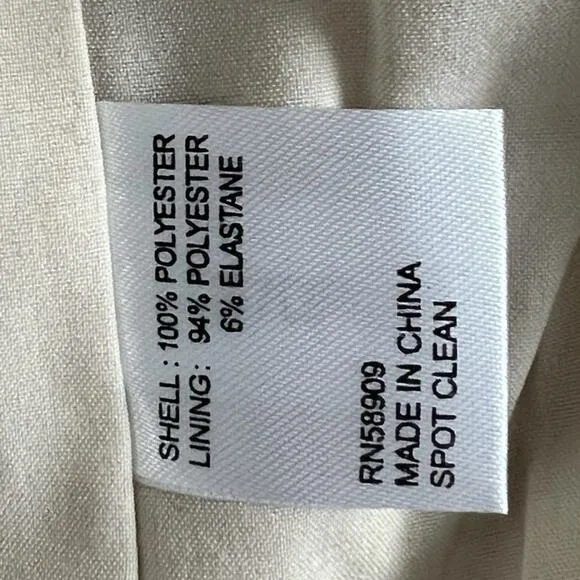 SHELL : 100% POLYESTER
LINING: 94% POLYESTER
6% ELASTANE
RN58909
MADE IN CHINA
SPOT CLEAN